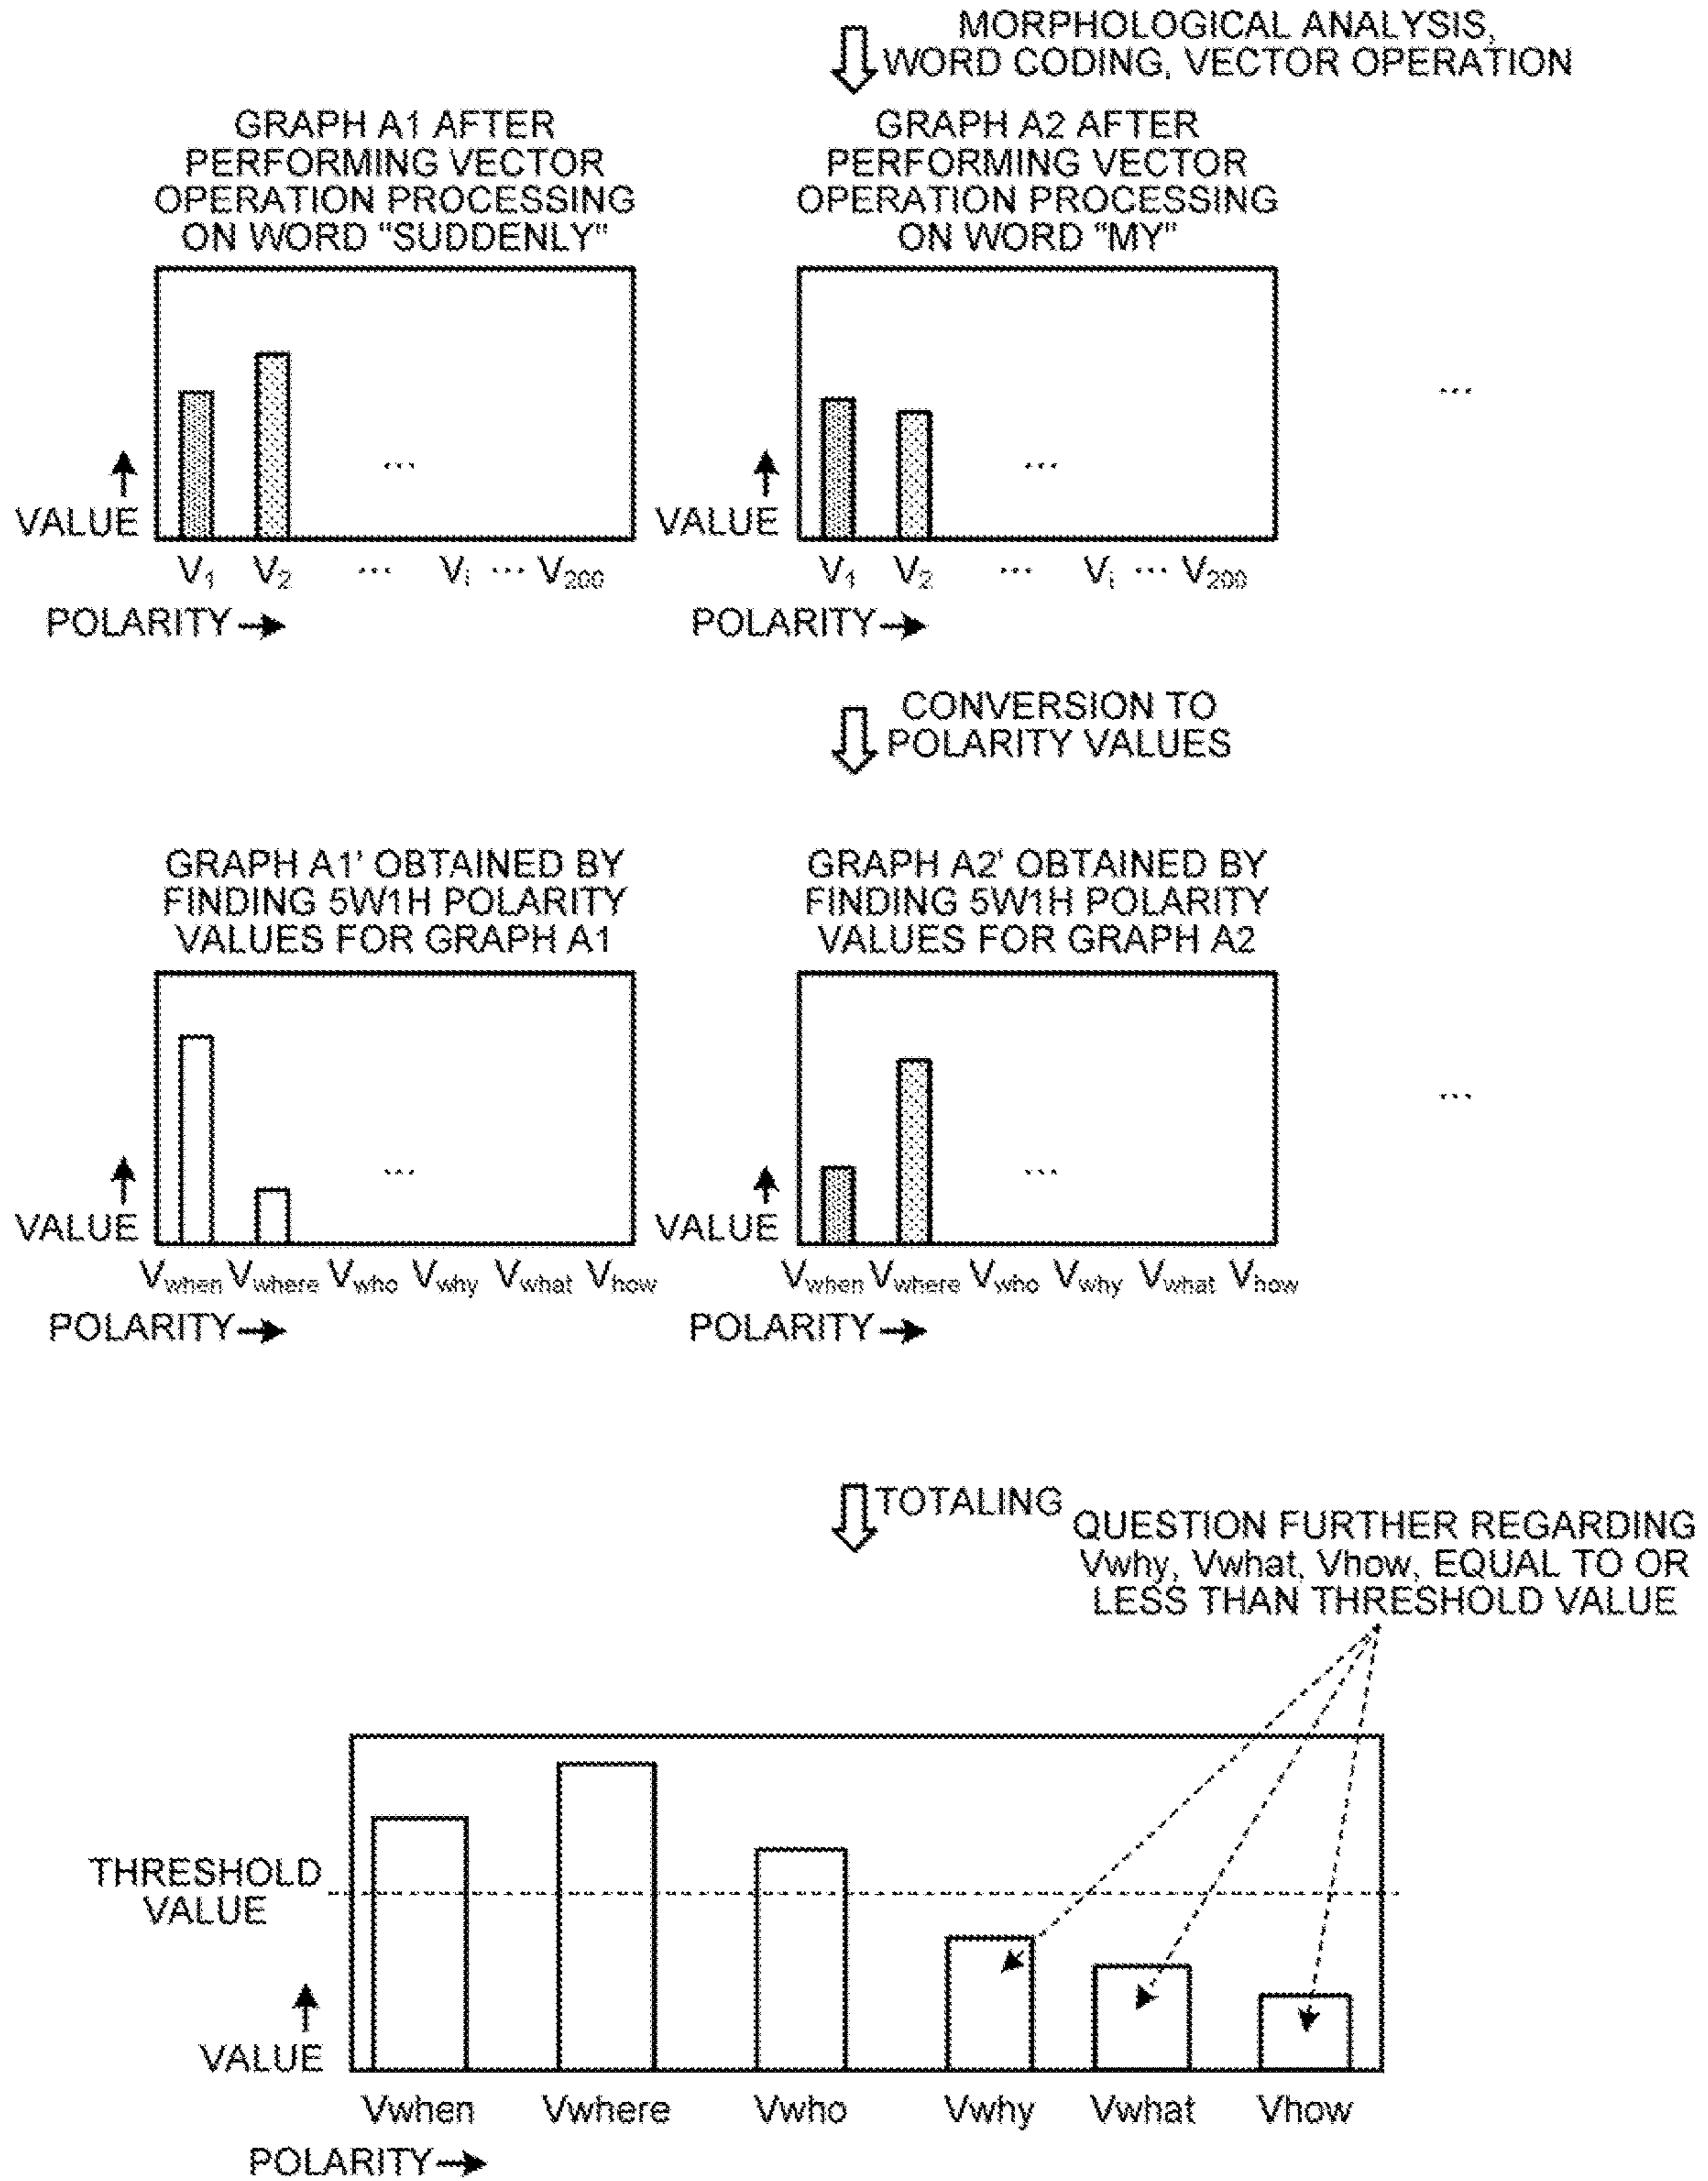 MORPHOLOGICAL ANALYSIS,
WORD CODING, VECTOR OPERATION
GRAPH A1 AFTER
PERFORMING VECTOR
OPERATION PROCESSING
ON WORD "SUDDENLY"
GRAPH A2 AFTER
PERFORMING VECTOR
OPERATION PROCESSING
ON WORD "MY"
...
...
...
VALUE
VALUE
V1 V2 ... Vi ... V200
V1 V2 ... Vi ... V200
POLARITY
POLARITY
CONVERSION TO
POLARITY VALUES
GRAPH A1' OBTAINED BY
FINDING 5W1H POLARITY
VALUES FOR GRAPH A1
GRAPH A2' OBTAINED BY
FINDING 5W1H POLARITY
VALUES FOR GRAPH A2
...
...
...
VALUE
VALUE
Vwhen Vwhere Vwho Vwhy Vwhat Vhow
Vwhen Vwhere Vwho Vwhy Vwhat Vhow
POLARITY
POLARITY
TOTALING
QUESTION FURTHER REGARDING
Vwhy, Vwhat, Vhow, EQUAL TO OR
LESS THAN THRESHOLD VALUE
THRESHOLD
VALUE
VALUE
Vwhen Vwhere Vwho Vwhy Vwhat Vhow
POLARITY